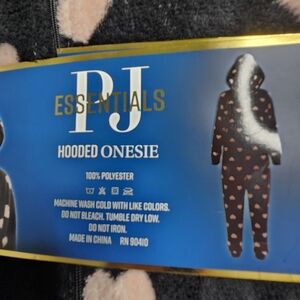 PJ
ESSENTIALS
HOODED ONESIE
100% POLYESTER
MACHINE WASH COLD WITH LIKE COLORS.
DO NOT BLEACH. TUMBLE DRY LOW.
DO NOT IRON.
MADE IN CHINA RN 90410